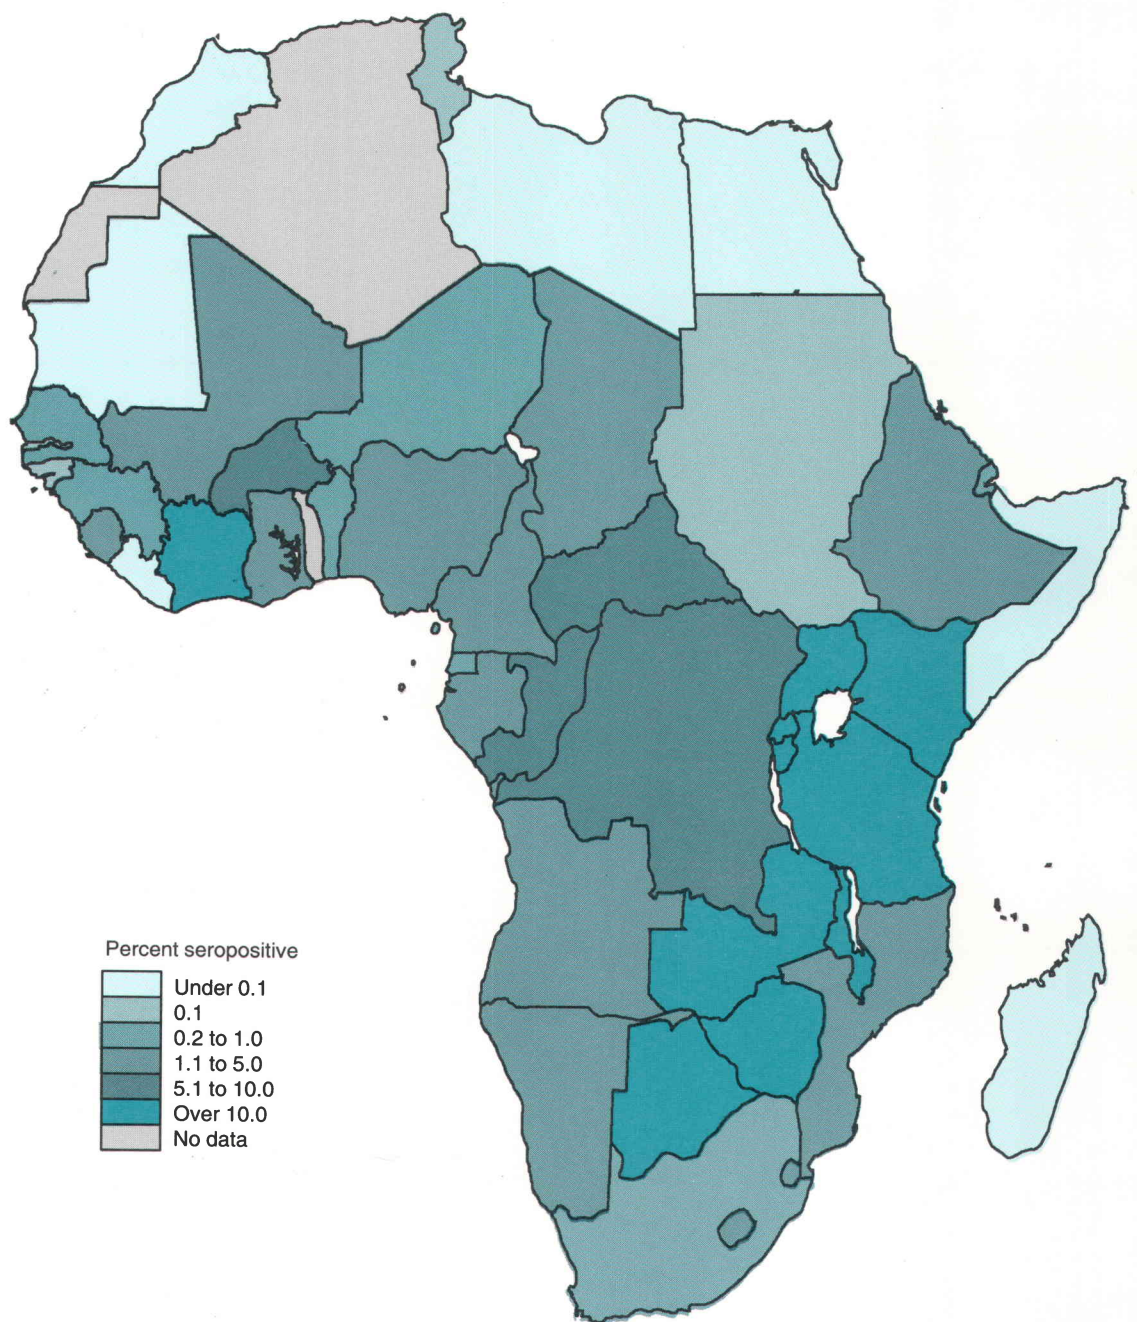 Percent seropositive
Under 0.1
0.1
0.2 to 1.0
1.1 to 5.0
5.1 to 10.0
Over 10.0
No data